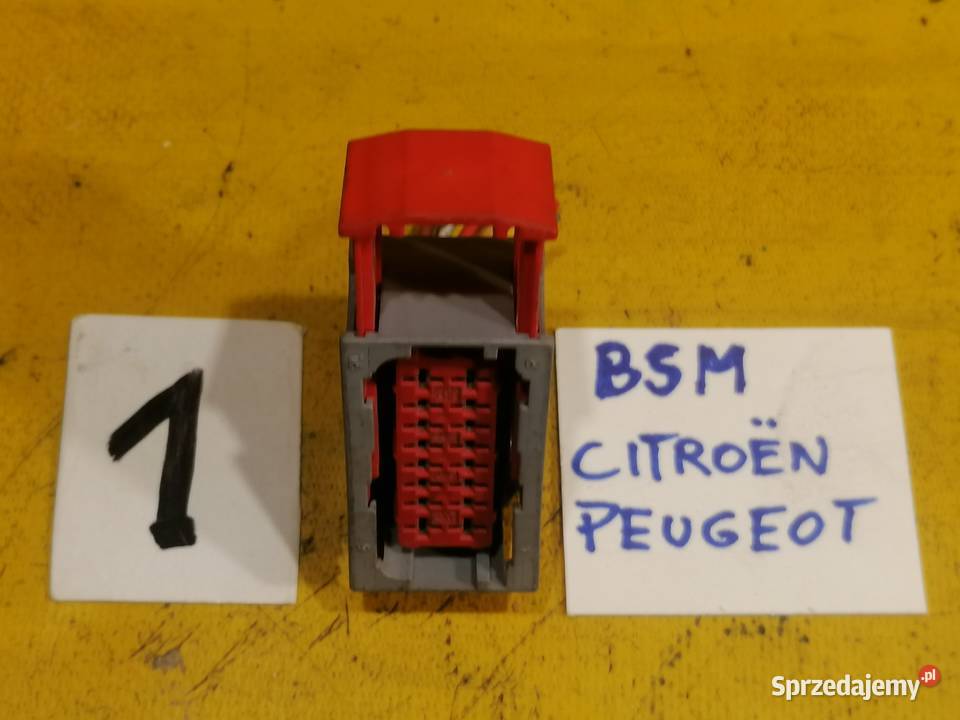 1
BSM
CITROËN
PEUGEOT
Sprzedajemy.pl